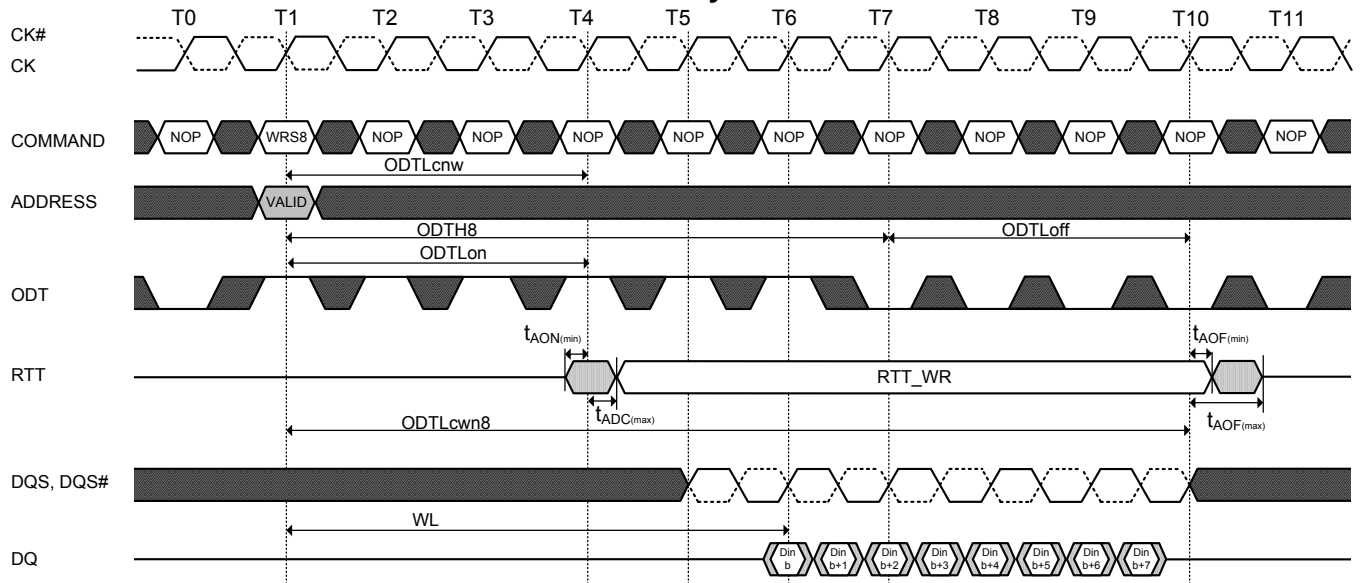 T0 T1 T2 T3 T4 T5 T6 T7 T8 T9 T10 T11
CK#
CK
COMMAND NOP WRS8 NOP NOP NOP NOP NOP NOP NOP NOP NOP NOP
ODTLcnw
ADDRESS VALID
ODTH8 ODTLoff
ODTLon
ODT
tAON(min) tAOF(min)
RTT RTT_WR
tADC(max) tAOF(max)
ODTLcwn8
DQS, DQS#
WL
DQ Din b Din b+1 Din b+2 Din b+3 Din b+4 Din b+5 Din b+6 Din b+7